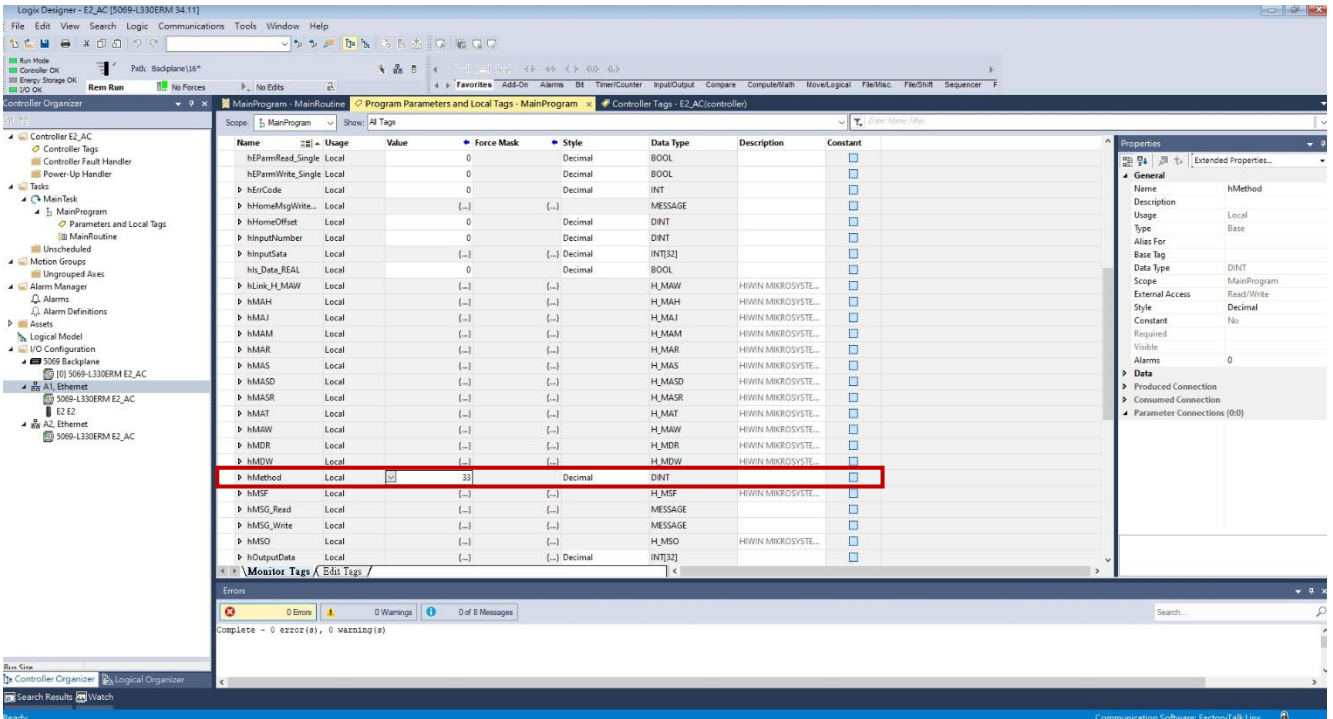 Logix Designer - E2_AC [5069-L330ERM 34.11]
File Edit View Search Logic Communications Tools Window Help
Run Mode
Controller OK
Energy Storage OK
I/O OK
Path: Backplane\16*
Rem Run
No Forces
No Edits
Favorites Add-On Alarms Bit Timer/Counter Input/Output Compare Compute/Math Move/Logical File/Misc. File/Shift Sequencer
Controller Organizer
MainProgram - MainRoutine
Program Parameters and Local Tags - MainProgram
Controller Tags - E2_AC(controller)
Controller E2_AC
Controller Tags
Controller Fault Handler
Power-Up Handler
Tasks
MainTask
MainProgram
Parameters and Local Tags
MainRoutine
Unscheduled
Motion Groups
Ungrouped Axes
Alarm Manager
Alarms
Alarm Definitions
Assets
Logical Model
I/O Configuration
5069 Backplane
[0] 5069-L330ERM E2_AC
A1, Ethernet
5069-L330ERM E2_AC
E2 E2
A2, Ethernet
5069-L330ERM E2_AC
Scope: MainProgram Show: All Tags Enter Name Filter...
Name Usage Value Force Mask Style Data Type Description Constant
hEParmRead_Single Local 0 Decimal BOOL
hEParmWrite_Single Local 0 Decimal BOOL
hErrCode Local 0 Decimal INT
hHomeMsgWrite... Local {...} {...} MESSAGE
hHomeOffset Local 0 Decimal DINT
hInputNumber Local 0 Decimal DINT
hInputSata Local {...} {...} Decimal INT[32]
hIs_Data_REAL Local 0 Decimal BOOL
hLink_H_MAW Local {...} {...} H_MAW HIWIN MIKROSYSTE...
hMAH Local {...} {...} H_MAH HIWIN MIKROSYSTE...
hMAJ Local {...} {...} H_MAJ HIWIN MIKROSYSTE...
hMAM Local {...} {...} H_MAM HIWIN MIKROSYSTE...
hMAR Local {...} {...} H_MAR HIWIN MIKROSYSTE...
hMAS Local {...} {...} H_MAS HIWIN MIKROSYSTE...
hMASD Local {...} {...} H_MASD HIWIN MIKROSYSTE...
hMASR Local {...} {...} H_MASR HIWIN MIKROSYSTE...
hMAT Local {...} {...} H_MAT HIWIN MIKROSYSTE...
hMAW Local {...} {...} H_MAW HIWIN MIKROSYSTE...
hMDR Local {...} {...} H_MDR HIWIN MIKROSYSTE...
hMDW Local {...} {...} H_MDW HIWIN MIKROSYSTE...
hMethod Local 33 Decimal DINT
hMSF Local {...} {...} H_MSF HIWIN MIKROSYSTE...
hMSG_Read Local {...} {...} MESSAGE
hMSG_Write Local {...} {...} MESSAGE
hMSO Local {...} {...} H_MSO HIWIN MIKROSYSTE...
hOutputData Local {...} {...} Decimal INT[32]
Monitor Tags Edit Tags
Properties
Extended Properties...
General
Name hMethod
Description
Usage Local
Type Base
Alias For
Base Tag
Data Type DINT
Scope MainProgram
External Access Read/Write
Style Decimal
Constant No
Required
Visible
Alarms 0
Data
Produced Connection
Consumed Connection
Parameter Connections (0:0)
Errors
0 Errors 0 Warnings 0 of 8 Messages Search...
Complete - 0 error(s), 0 warning(s)
Bus Size
Controller Organizer Logical Organizer
Search Results Watch
Ready Communication Software: FactoryTalk Linx